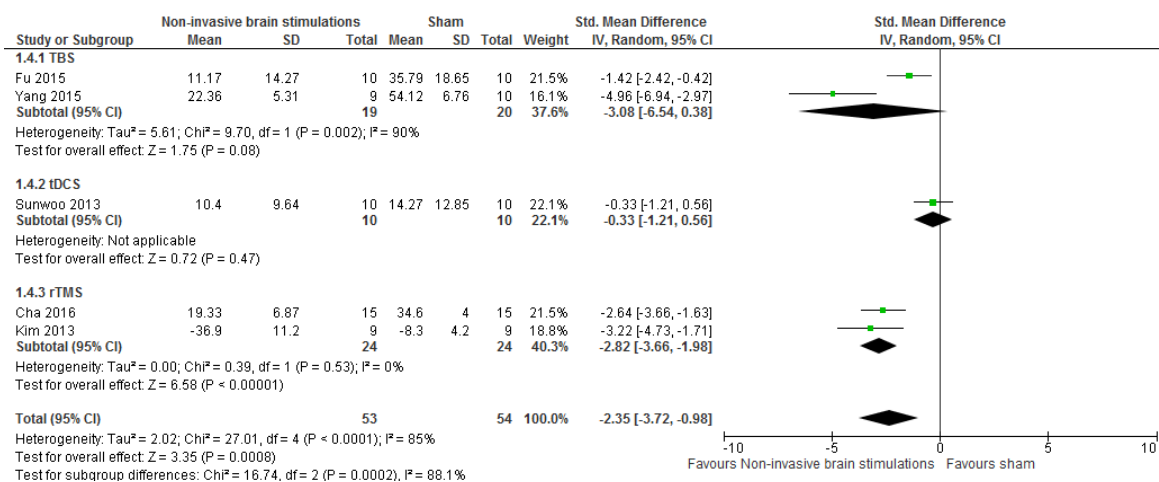 Non-invasive brain stimulations Sham Std. Mean Difference Std. Mean Difference
Study or Subgroup Mean SD Total Mean SD Total Weight IV, Random, 95% CI IV, Random, 95% CI
1.4.1 TBS
Fu 2015 11.17 14.27 10 35.79 18.65 10 21.5% -1.42 [-2.42, -0.42]
Yang 2015 22.36 5.31 9 54.12 6.76 10 16.1% -4.96 [-6.94, -2.97]
Subtotal (95% CI) 19 20 37.6% -3.08 [-6.54, 0.38]
Heterogeneity: Tau² = 5.61; Chi² = 9.70, df = 1 (P = 0.002); I² = 90%
Test for overall effect: Z = 1.75 (P = 0.08)
1.4.2 tDCS
Sunwoo 2013 10.4 9.64 10 14.27 12.85 10 22.1% -0.33 [-1.21, 0.56]
Subtotal (95% CI) 10 10 22.1% -0.33 [-1.21, 0.56]
Heterogeneity: Not applicable
Test for overall effect: Z = 0.72 (P = 0.47)
1.4.3 rTMS
Cha 2016 19.33 6.87 15 34.6 4 15 21.5% -2.64 [-3.66, -1.63]
Kim 2013 -36.9 11.2 9 -8.3 4.2 9 18.8% -3.22 [-4.73, -1.71]
Subtotal (95% CI) 24 24 40.3% -2.82 [-3.66, -1.98]
Heterogeneity: Tau² = 0.00; Chi² = 0.39, df = 1 (P = 0.53); I² = 0%
Test for overall effect: Z = 6.58 (P < 0.00001)
Total (95% CI) 53 54 100.0% -2.35 [-3.72, -0.98]
Heterogeneity: Tau² = 2.02; Chi² = 27.01, df = 4 (P < 0.0001); I² = 85%
Test for overall effect: Z = 3.35 (P = 0.0008)
Test for subgroup differences: Chi² = 16.74, df = 2 (P = 0.0002), I² = 88.1%
-10 -5 0 5 10
Favours Non-invasive brain stimulations Favours sham